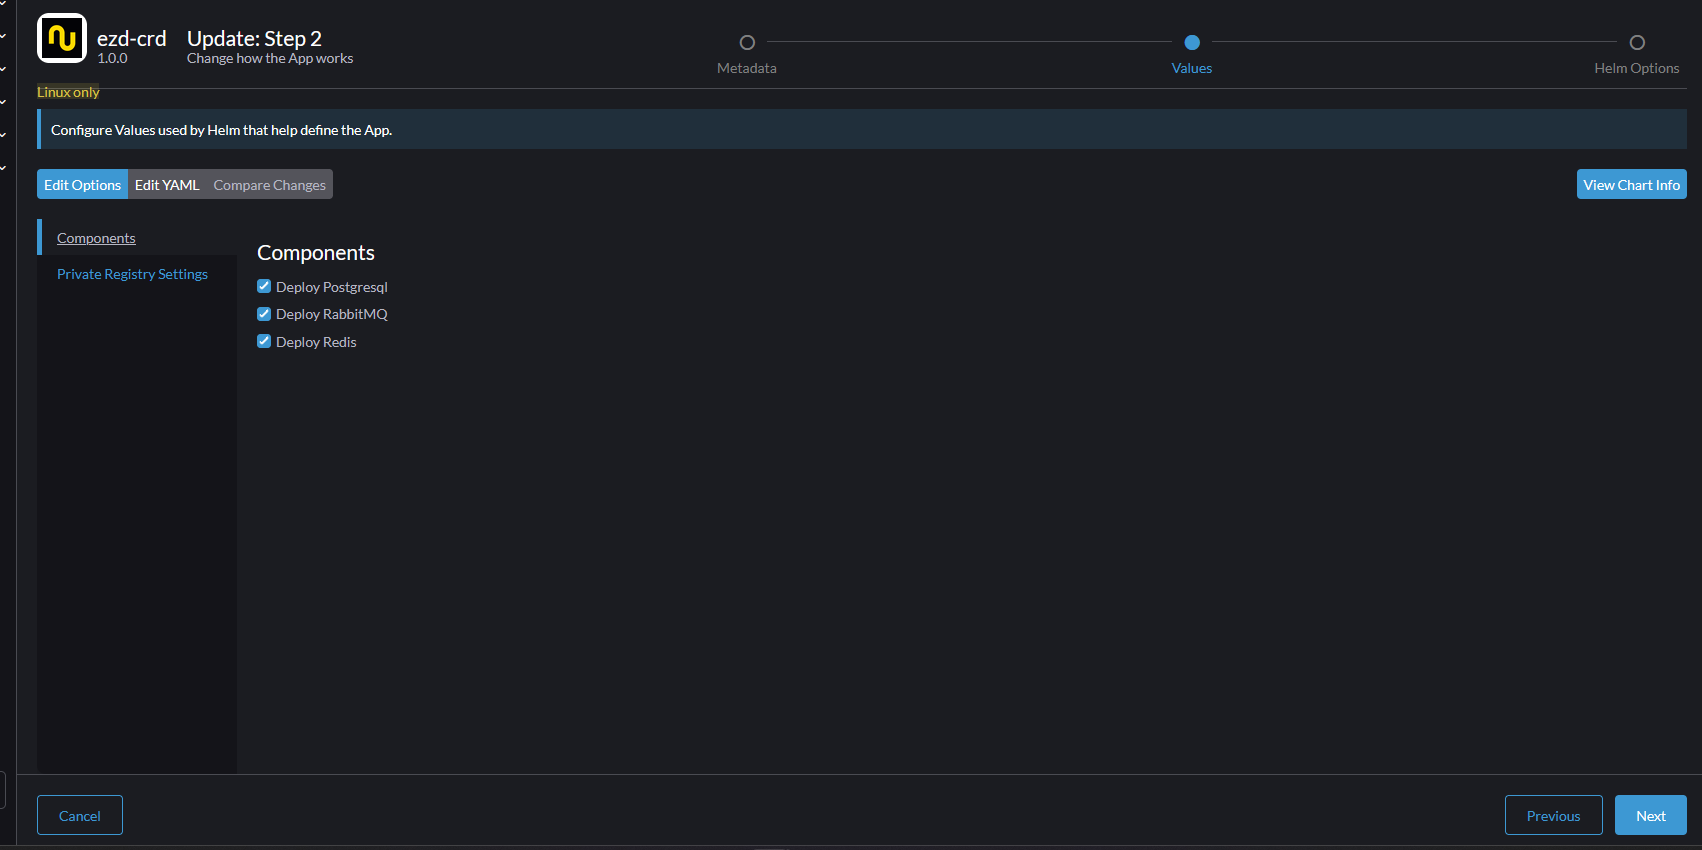 ezd-crd
1.0.0
Update: Step 2
Change how the App works
Metadata
Values
Helm Options
Linux only
Configure Values used by Helm that help define the App.
Edit Options
Edit YAML
Compare Changes
View Chart Info
Components
Private Registry Settings
Components
Deploy Postgresql
Deploy RabbitMQ
Deploy Redis
Cancel
Previous
Next